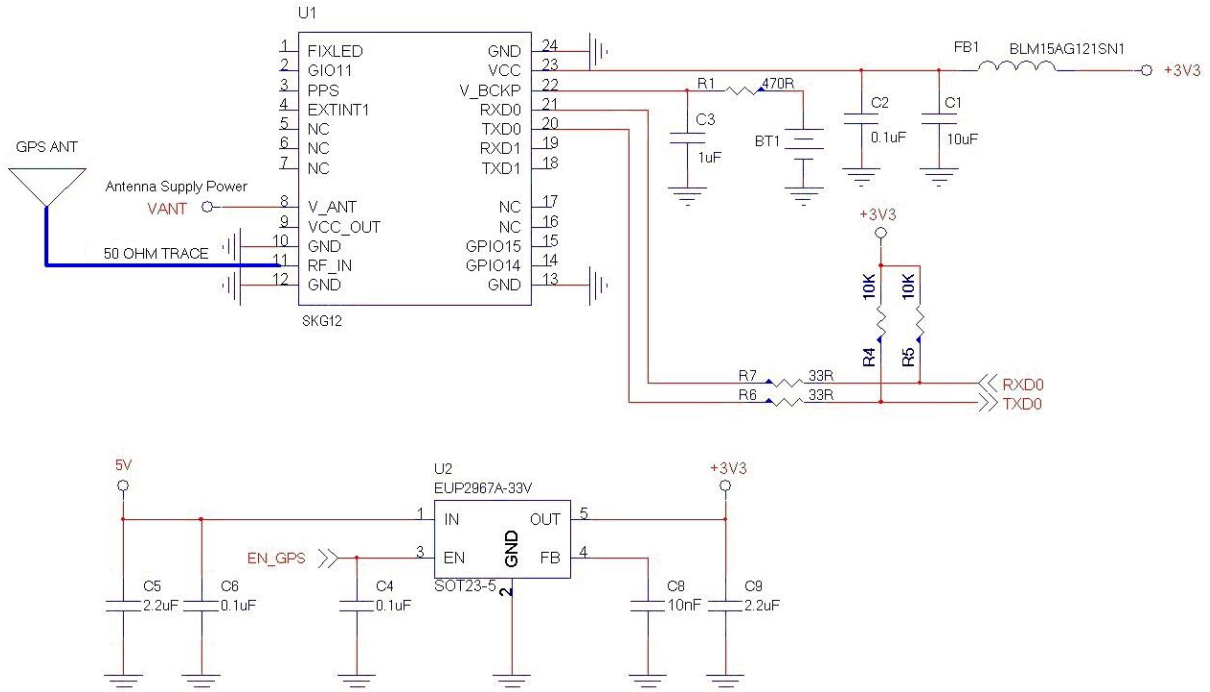 U1
1 FIXLED
2 GIO11
3 PPS
4 EXTINT1
5 NC
6 NC
7 NC
8 V_ANT
9 VCC_OUT
10 GND
11 RF_IN
12 GND
GND 24
VCC 23
V_BCKP 22
RXD0 21
TXD0 20
RXD1 19
TXD1 18
NC 17
NC 16
GPIO15 15
GPIO14 14
GND 13
SKG12
GPS ANT
Antenna Supply Power
VANT
50 OHM TRACE
FB1 BLM15AG121SN1
+3V3
R1 470R
C3
1uF
BT1
C2
0.1uF
C1
10uF
+3V3
10K
R4
10K
R5
R7 33R
RXD0
R6 33R
TXD0
5V
U2
EUP2967A-33V
+3V3
1 IN
OUT 5
EN_GPS
3 EN
GND
FB 4
SOT23-5
2
C5
2.2uF
C6
0.1uF
C4
0.1uF
C8
10nF
C9
2.2uF